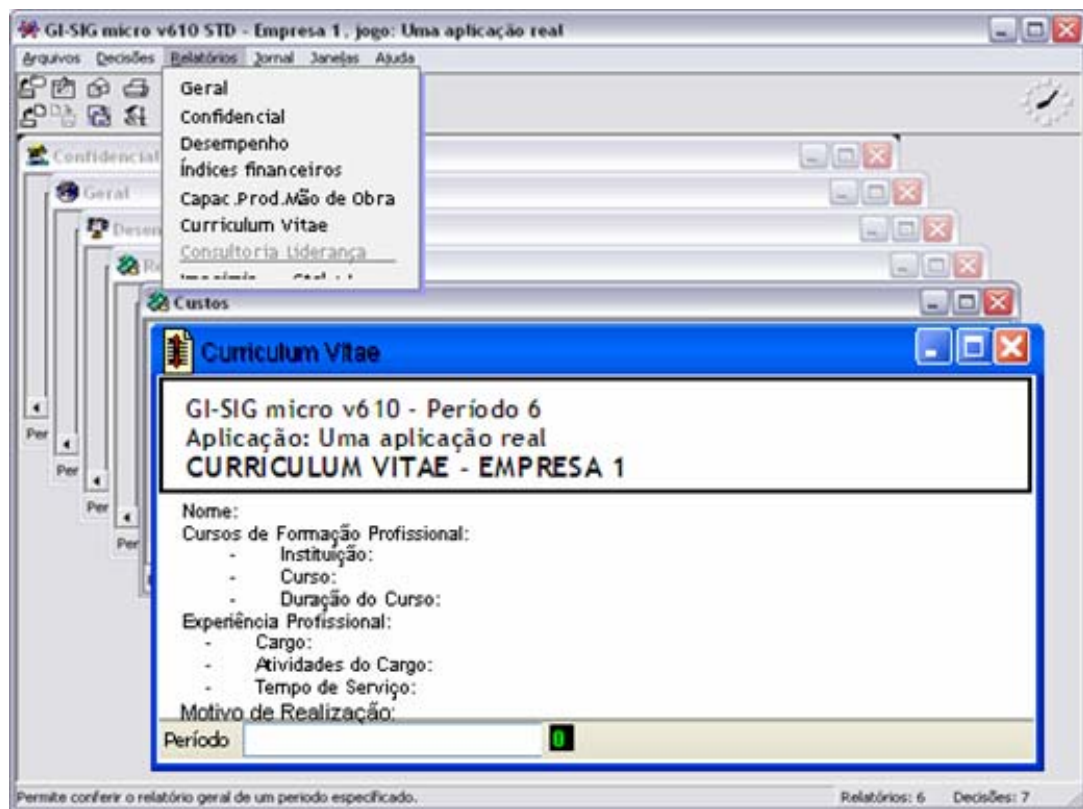 GI-SIG micro v610 STD - Empresa 1, jogo: Uma aplicação real
Arquivos Decisões Relatórios Jornal Janelas Ajuda
Geral
Confidencial
Desempenho
Índices financeiros
Capac.Prod.Mão de Obra
Curriculum Vitae
Consultoria Liderança
Confidencial
Geral
Desen
Re
Custos
Curriculum Vitae
GI-SIG micro v610 - Período 6
Aplicação: Uma aplicação real
CURRICULUM VITAE - EMPRESA 1
Nome:
Cursos de Formação Profissional:
- Instituição:
- Curso:
- Duração do Curso:
Experiência Profissional:
- Cargo:
- Atividades do Cargo:
- Tempo de Serviço:
Motivo de Realização:
Período 0
Per
Per
Per
Per
Permite conferir o relatório geral de um periodo especificado. Relatórios: 6 Decisões: 7